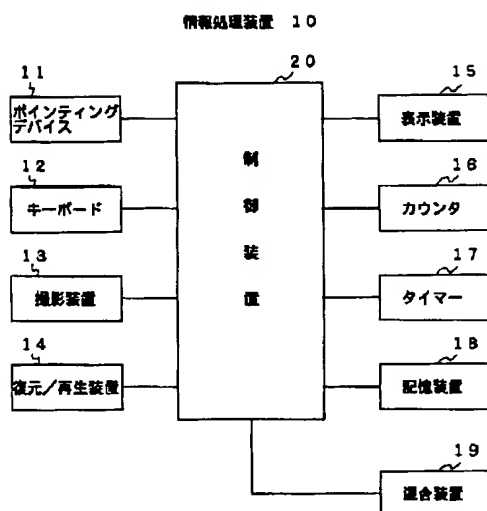 情報処理装置 10
20
11
ポインティング
デバイス
12
キーボード
13
撮影装置
14
復元／再生装置
制御装置
15
表示装置
16
カウンタ
17
タイマー
18
記憶装置
19
混合装置